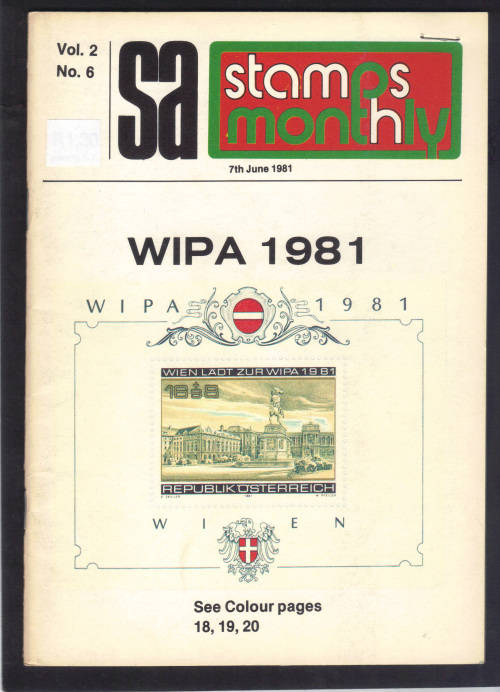 Vol. 2
No. 6
sa
stamps
monthly
7th June 1981
WIPA 1981
WIPA 1981
WIEN LÄDT ZUR WIPA 1981
REPUBLIK ÖSTERREICH
1981
WIEN
See Colour pages
18, 19, 20